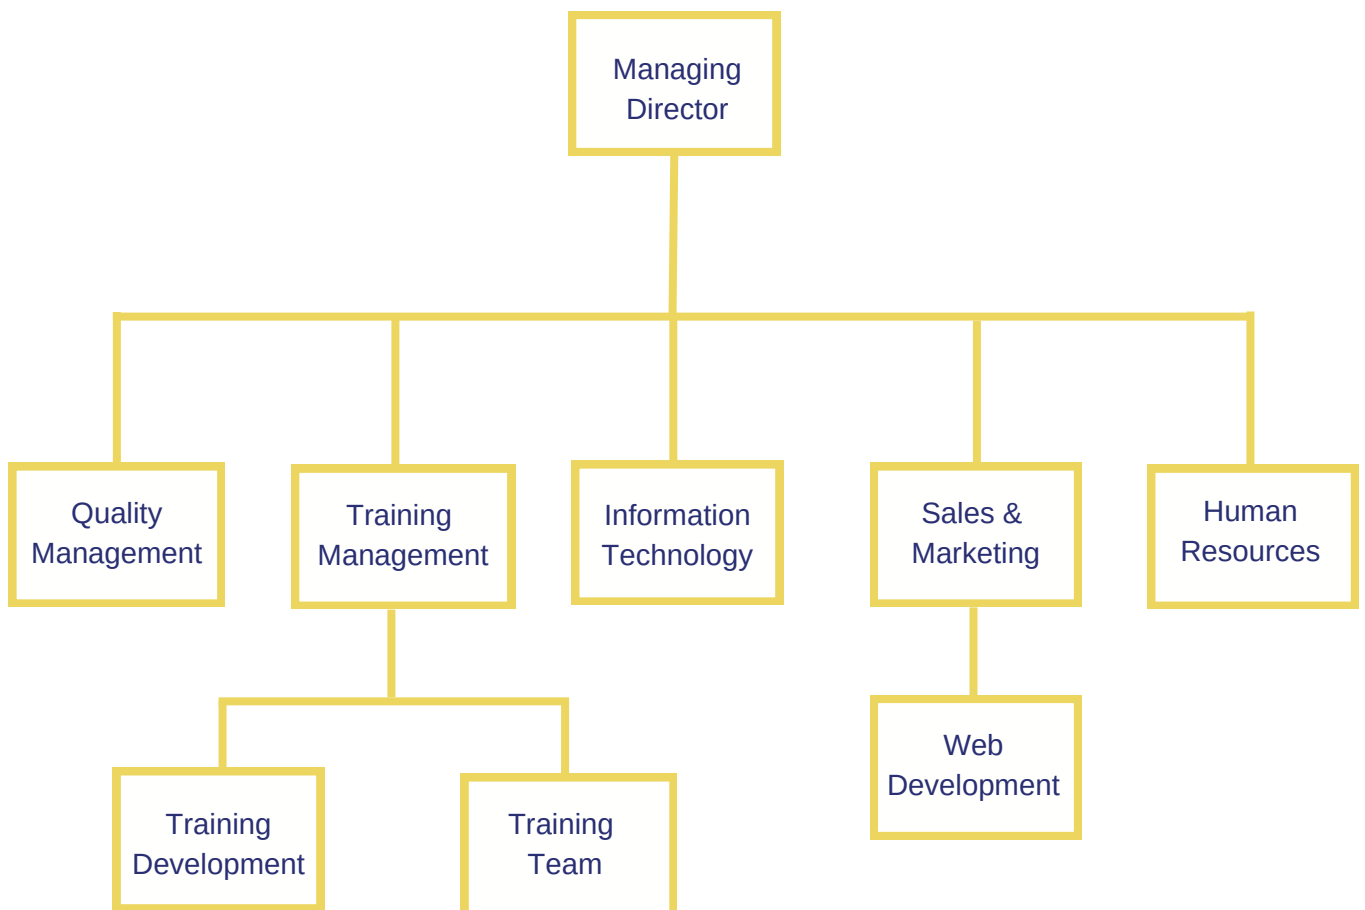 Managing
Director
Quality
Management
Training
Management
Information
Technology
Sales &
Marketing
Human
Resources
Web
Development
Training
Development
Training
Team